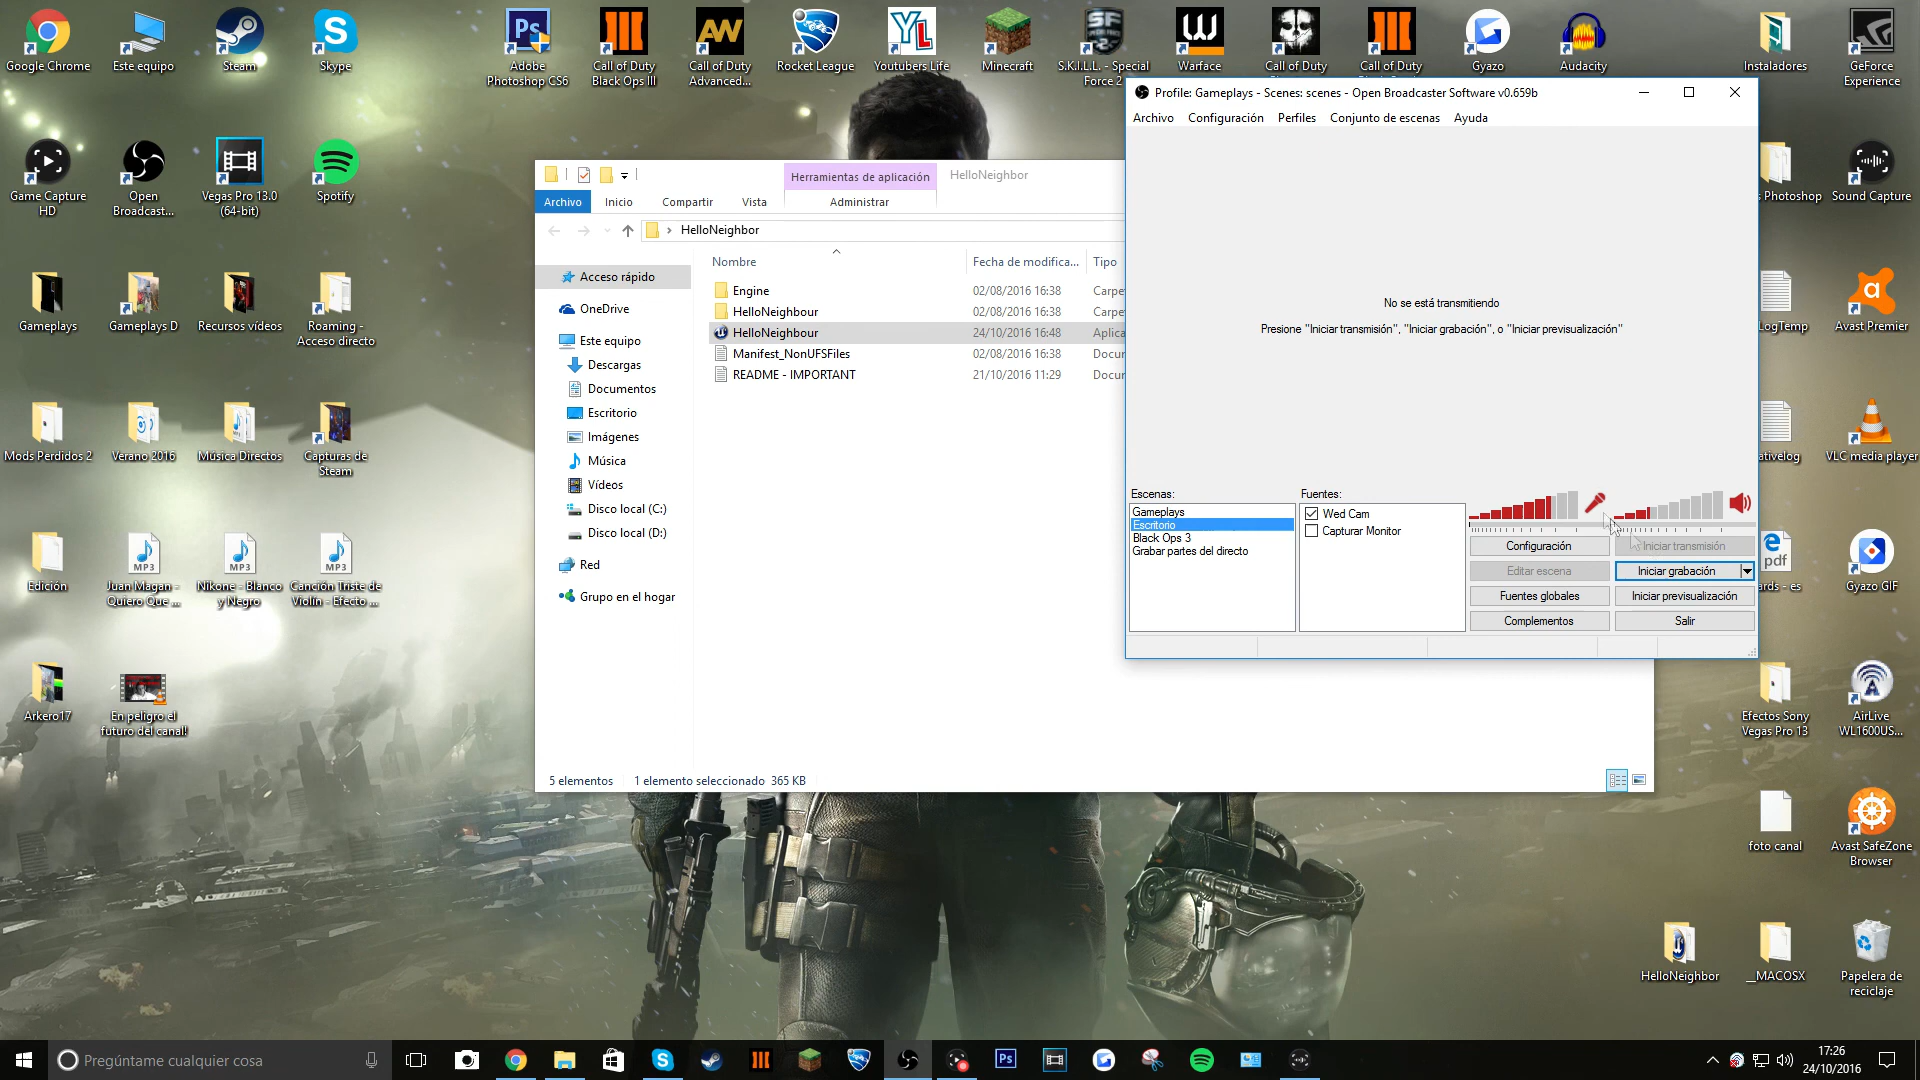 Google Chrome
Este equipo
Steam
Skype
Adobe
Photoshop CS6
Call of Duty
Black Ops III
Call of Duty
Advanced...
Rocket League
Youtubers Life
Minecraft
S.K.I.L.L. - Special
Force 2
Warface
Call of Duty
Call of Duty
Gyazo
Audacity
Instaladores
GeForce
Experience
Profile: Gameplays - Scenes: scenes - Open Broadcaster Software v0.659b
Archivo
Configuración
Perfiles
Conjunto de escenas
Ayuda
Game Capture
HD
Open
Broadcast...
Vegas Pro 13.0
(64-bit)
Spotify
s Photoshop
Sound Capture
Herramientas de aplicación
HelloNeighbor
Archivo
Inicio
Compartir
Vista
Administrar
HelloNeighbor
Nombre
Fecha de modifica...
Tipo
Acceso rápido
OneDrive
Este equipo
Descargas
Documentos
Escritorio
Imágenes
Música
Vídeos
Disco local (C:)
Disco local (D:)
Red
Grupo en el hogar
Engine
02/08/2016 16:38
Carpe
HelloNeighbour
02/08/2016 16:38
Carpe
HelloNeighbour
24/10/2016 16:48
Aplica
Manifest_NonUFSFiles
02/08/2016 16:38
Docur
README - IMPORTANT
21/10/2016 11:29
Docur
5 elementos
1 elemento seleccionado 365 KB
No se está transmitiendo
Presione "Iniciar transmisión", "Iniciar grabación", o "Iniciar previsualización"
Escenas:
Gameplays
Escritorio
Black Ops 3
Grabar partes del directo
Fuentes:
Wed Cam
Capturar Monitor
Configuración
Iniciar transmisión
Editar escena
Iniciar grabación
Fuentes globales
Iniciar previsualización
Complementos
Salir
Gameplays
Gameplays D
Recursos vídeos
Roaming -
Acceso directo
LogTemp
Avast Premier
Mods Perdidos 2
Verano 2016
Música Directos
Capturas de
Steam
ativelog
VLC media player
Edición
Juan Magan -
Quiero Que ...
Nikone - Blanco
y Negro
Canción Triste de
Violín - Efecto ...
ards - es
Gyazo GIF
Arkero17
En peligro el
futuro del canal!
Efectos Sony
Vegas Pro 13
AirLive
WL1600US...
foto canal
Avast SafeZone
Browser
HelloNeighbor
__MACOSX
Papelera de
reciclaje
Pregúntame cualquier cosa
17:26
24/10/2016